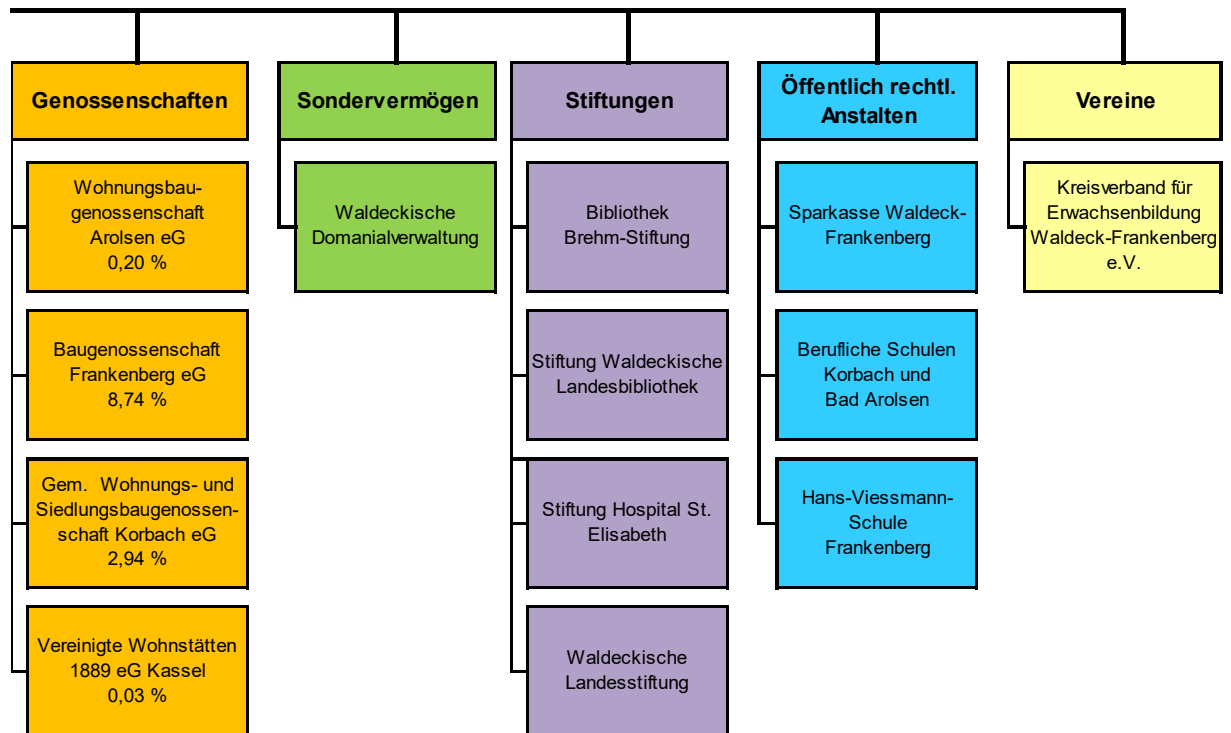 Genossenschaften
Wohnungsbau-
genossenschaft
Arolsen eG
0,20 %
Baugenossenschaft
Frankenberg eG
8,74 %
Gem. Wohnungs- und
Siedlungsbaugenossen-
schaft Korbach eG
2,94 %
Vereinigte Wohnstätten
1889 eG Kassel
0,03 %
Sondervermögen
Waldeckische
Domanialverwaltung
Stiftungen
Bibliothek
Brehm-Stiftung
Stiftung Waldeckische
Landesbibliothek
Stiftung Hospital St.
Elisabeth
Waldeckische
Landesstiftung
Öffentlich rechtl.
Anstalten
Sparkasse Waldeck-
Frankenberg
Berufliche Schulen
Korbach und
Bad Arolsen
Hans-Viessmann-
Schule
Frankenberg
Vereine
Kreisverband für
Erwachsenbildung
Waldeck-Frankenberg
e.V.